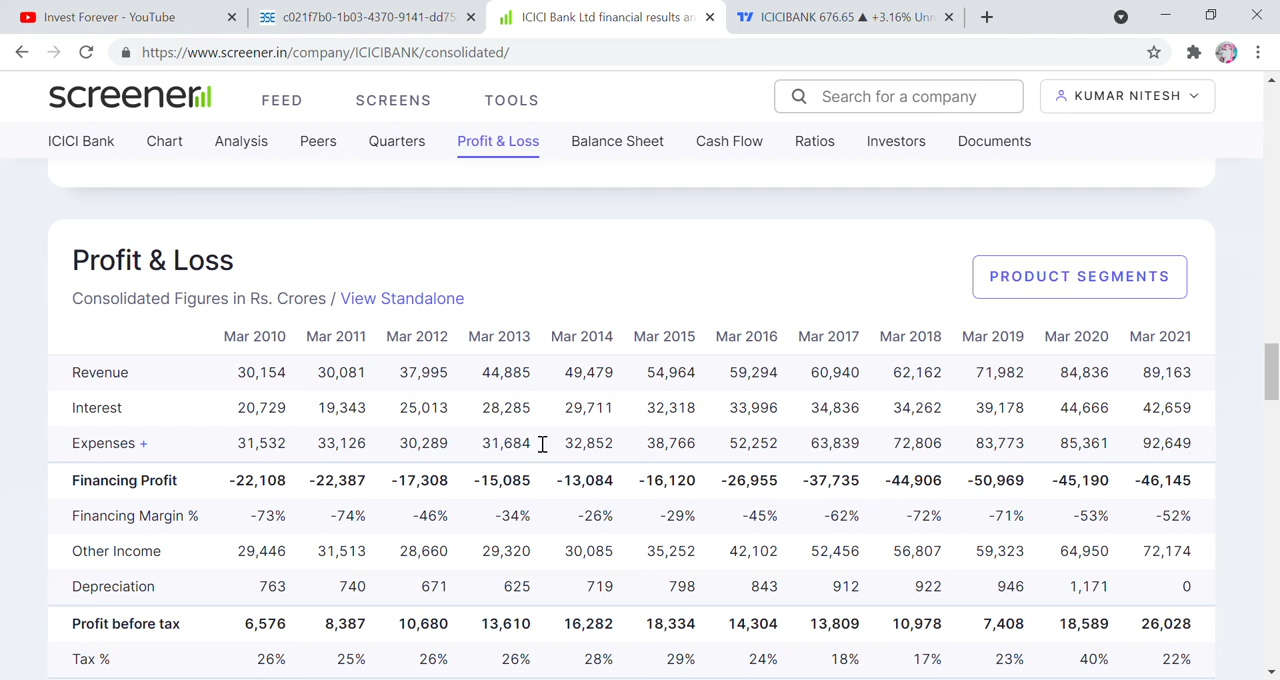 Invest Forever - YouTube
c021f7b0-1b03-4370-9141-dd75
ICICI Bank Ltd financial results an
ICICIBANK 676.65 ▲ +3.16% Unn
https://www.screener.in/company/ICICIBANK/consolidated/
screener
FEED SCREENS TOOLS
Search for a company
KUMAR NITESH
ICICI Bank Chart Analysis Peers Quarters Profit & Loss Balance Sheet Cash Flow Ratios Investors Documents
Profit & Loss
PRODUCT SEGMENTS
Consolidated Figures in Rs. Crores / View Standalone
Mar 2010 Mar 2011 Mar 2012 Mar 2013 Mar 2014 Mar 2015 Mar 2016 Mar 2017 Mar 2018 Mar 2019 Mar 2020 Mar 2021
Revenue 30,154 30,081 37,995 44,885 49,479 54,964 59,294 60,940 62,162 71,982 84,836 89,163
Interest 20,729 19,343 25,013 28,285 29,711 32,318 33,996 34,836 34,262 39,178 44,666 42,659
Expenses + 31,532 33,126 30,289 31,684 32,852 38,766 52,252 63,839 72,806 83,773 85,361 92,649
Financing Profit -22,108 -22,387 -17,308 -15,085 -13,084 -16,120 -26,955 -37,735 -44,906 -50,969 -45,190 -46,145
Financing Margin % -73% -74% -46% -34% -26% -29% -45% -62% -72% -71% -53% -52%
Other Income 29,446 31,513 28,660 29,320 30,085 35,252 42,102 52,456 56,807 59,323 64,950 72,174
Depreciation 763 740 671 625 719 798 843 912 922 946 1,171 0
Profit before tax 6,576 8,387 10,680 13,610 16,282 18,334 14,304 13,809 10,978 7,408 18,589 26,028
Tax % 26% 25% 26% 26% 28% 29% 24% 18% 17% 23% 40% 22%